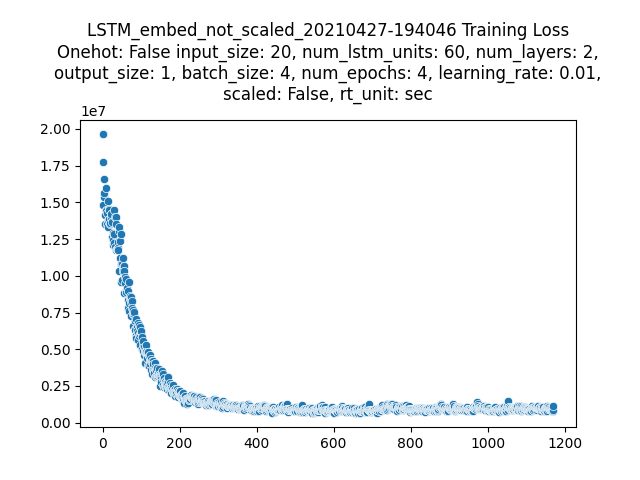 LSTM_embed_not_scaled_20210427-194046 Training Loss
Onehot: False input_size: 20, num_lstm_units: 60, num_layers: 2,
output_size: 1, batch_size: 4, num_epochs: 4, learning_rate: 0.01,
scaled: False, rt_unit: sec
1e7
2.00
1.75
1.50
1.25
1.00
0.75
0.50
0.25
0.00
0 200 400 600 800 1000 1200